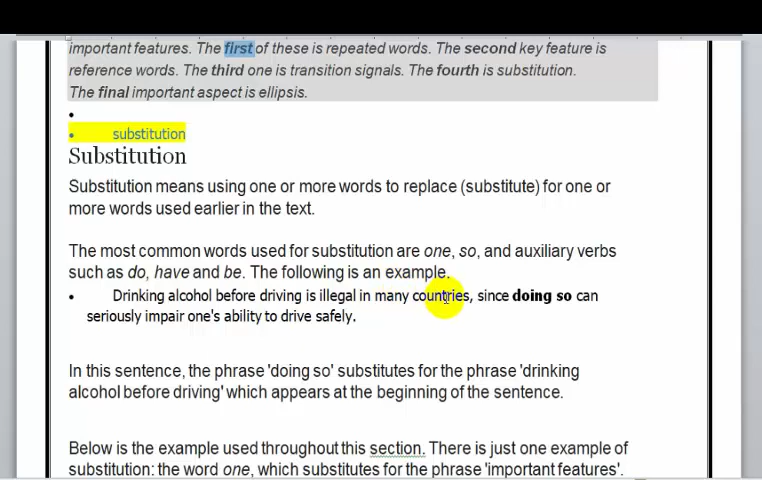 important features. The first of these is repeated words. The second key feature is
reference words. The third one is transition signals. The fourth is substitution.
The final important aspect is ellipsis.
•
• substitution
Substitution
Substitution means using one or more words to replace (substitute) for one or
more words used earlier in the text.
The most common words used for substitution are one, so, and auxiliary verbs
such as do, have and be. The following is an example.
• Drinking alcohol before driving is illegal in many countries, since doing so can
seriously impair one's ability to drive safely.
In this sentence, the phrase 'doing so' substitutes for the phrase 'drinking
alcohol before driving' which appears at the beginning of the sentence.
Below is the example used throughout this section. There is just one example of
substitution: the word one, which substitutes for the phrase 'important features'.